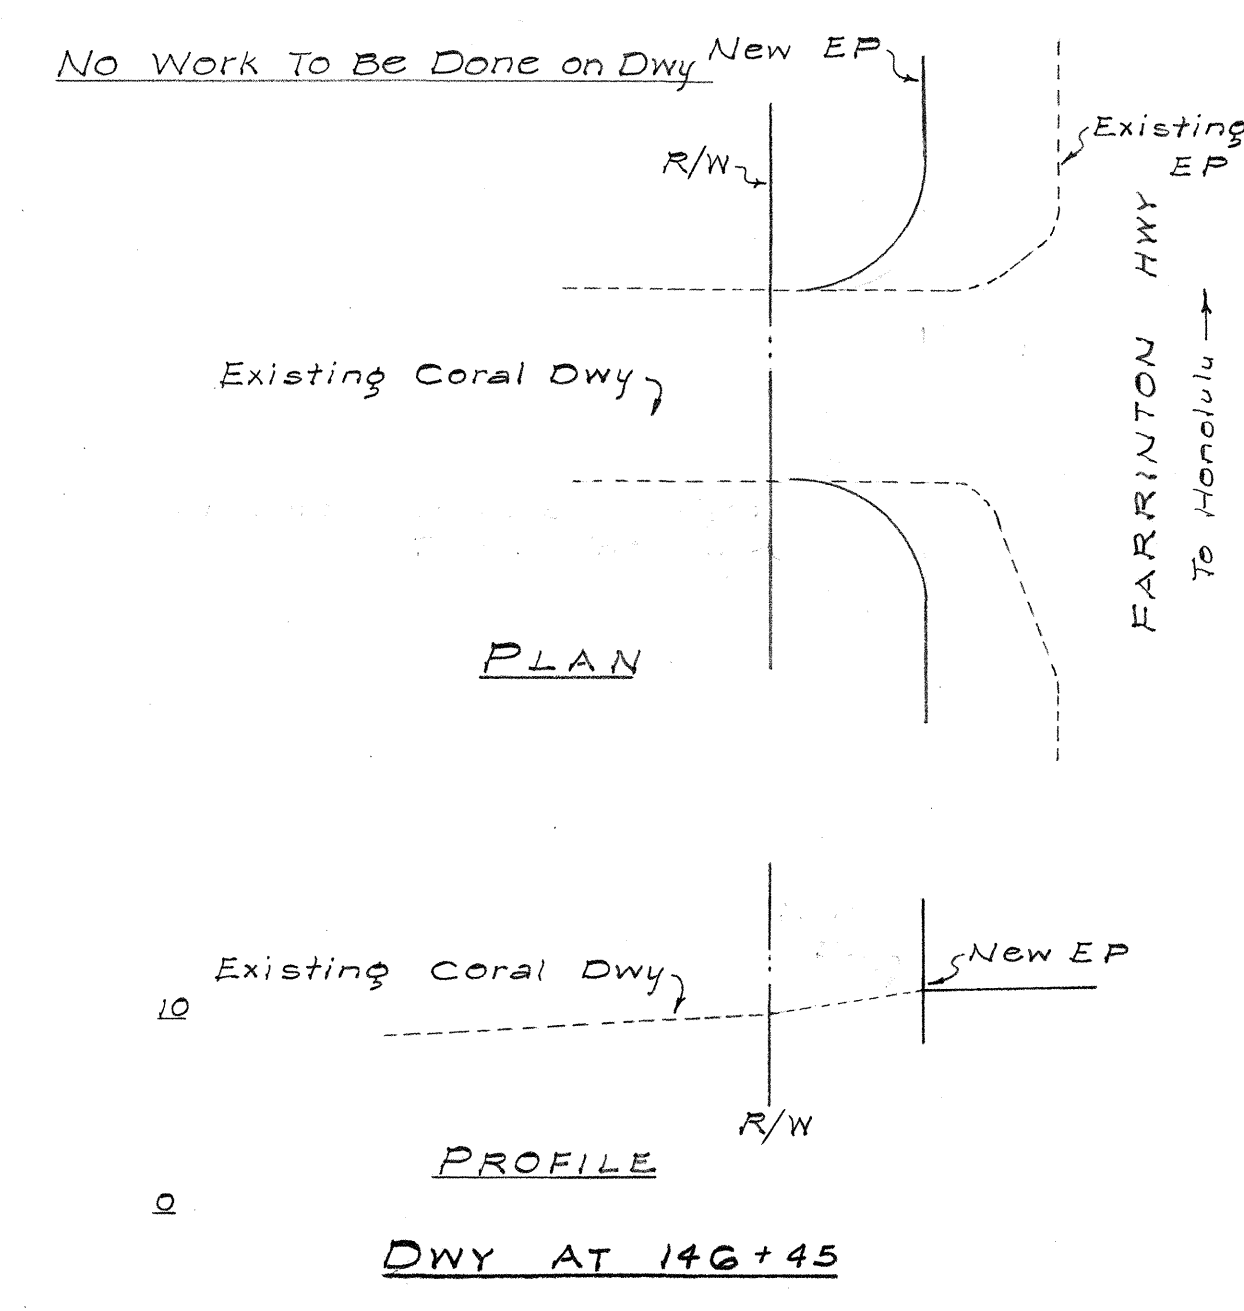 No Work To Be Done on Dwy
New EP
Existing
EP
R/W
FARRINTON HWY
To Honolulu
Existing Coral Dwy
PLAN
Existing Coral Dwy
New EP
10
R/W
PROFILE
0
DWY AT 146+45